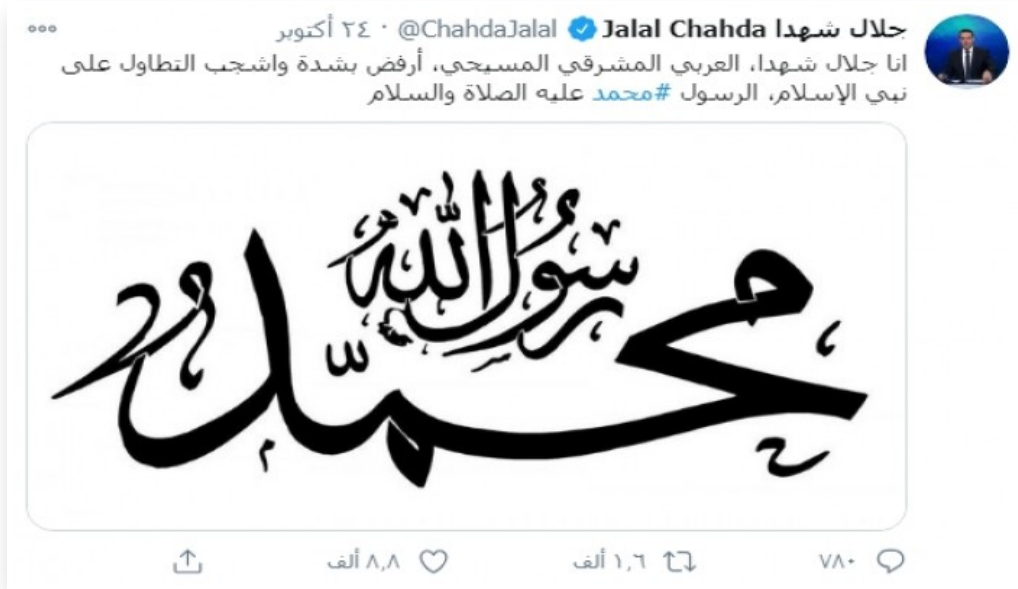 جلال شهدا Jalal Chahda @ChahdaJalal · ٢٤ أكتوبر
انا جلال شهدا، العربي المشرقي المسيحي، أرفض بشدة واشجب التطاول على
نبي الإسلام، الرسول #محمد عليه الصلاة والسلام
رسول الله
محمد
٧٨٠ ١,٦ ألف ٨,٨ ألف